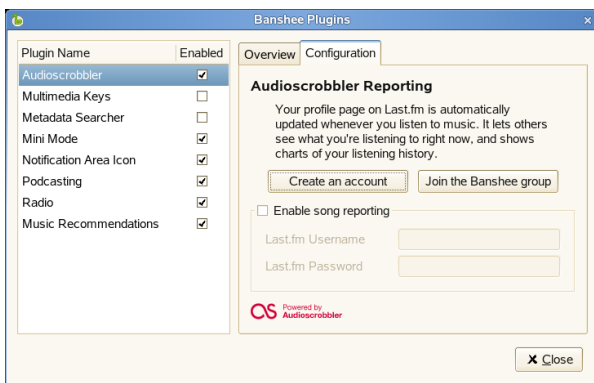 Banshee Plugins
Plugin Name Enabled
Audioscrobbler
Multimedia Keys
Metadata Searcher
Mini Mode
Notification Area Icon
Podcasting
Radio
Music Recommendations
Overview Configuration
Audioscrobbler Reporting
Your profile page on Last.fm is automatically
updated whenever you listen to music. It lets others
see what you're listening to right now, and shows
charts of your listening history.
Create an account Join the Banshee group
Enable song reporting
Last.fm Username
Last.fm Password
Powered by
Audioscrobbler
Close